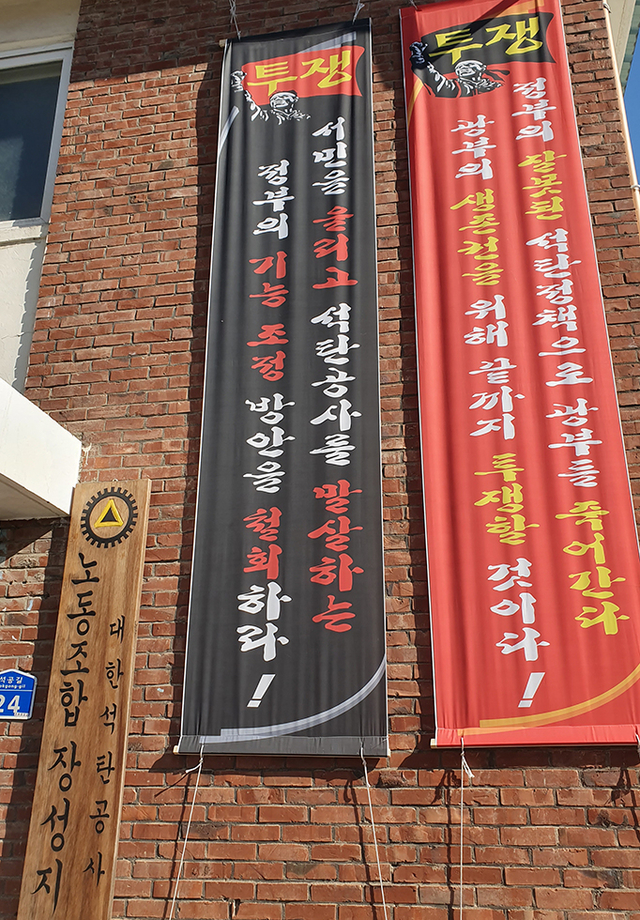 투쟁
서민을 울리고 석탄공사를 말살하는
정부의 기능 조정 방안을 철회하라!
투쟁
정부의 잘못된 석탄정책으로 광부들 죽어간다
광부의 생존권을 위해 끝까지 투쟁할 것이다!
대한석탄공사
노동조합 장성지
석공길
24